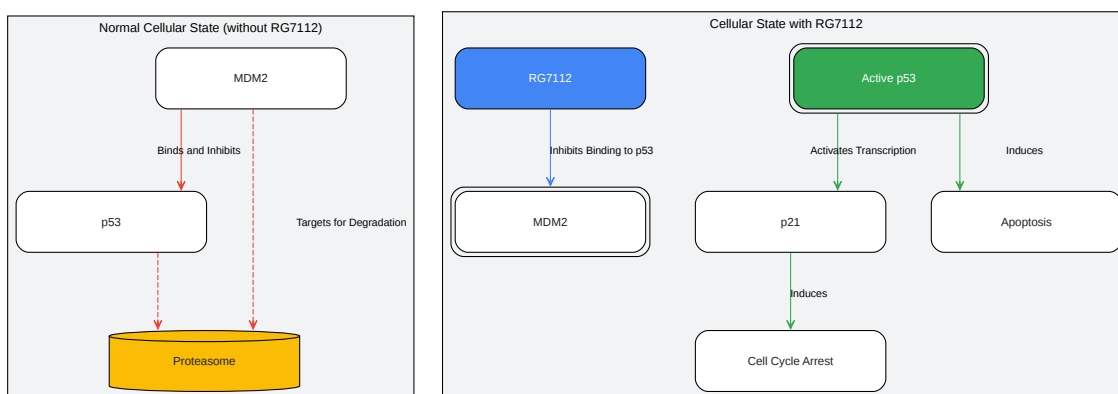 Normal Cellular State (without RG7112)
MDM2
Binds and Inhibits
p53
Targets for Degradation
Proteasome
Cellular State with RG7112
RG7112
Active p53
Inhibits Binding to p53
Activates Transcription
Induces
MDM2
p21
Apoptosis
Induces
Cell Cycle Arrest